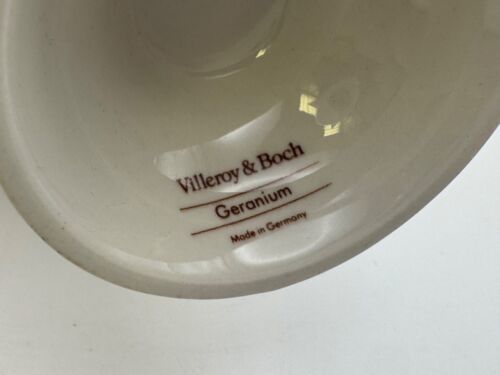 Villeroy & Boch
Geranium
Made in Germany